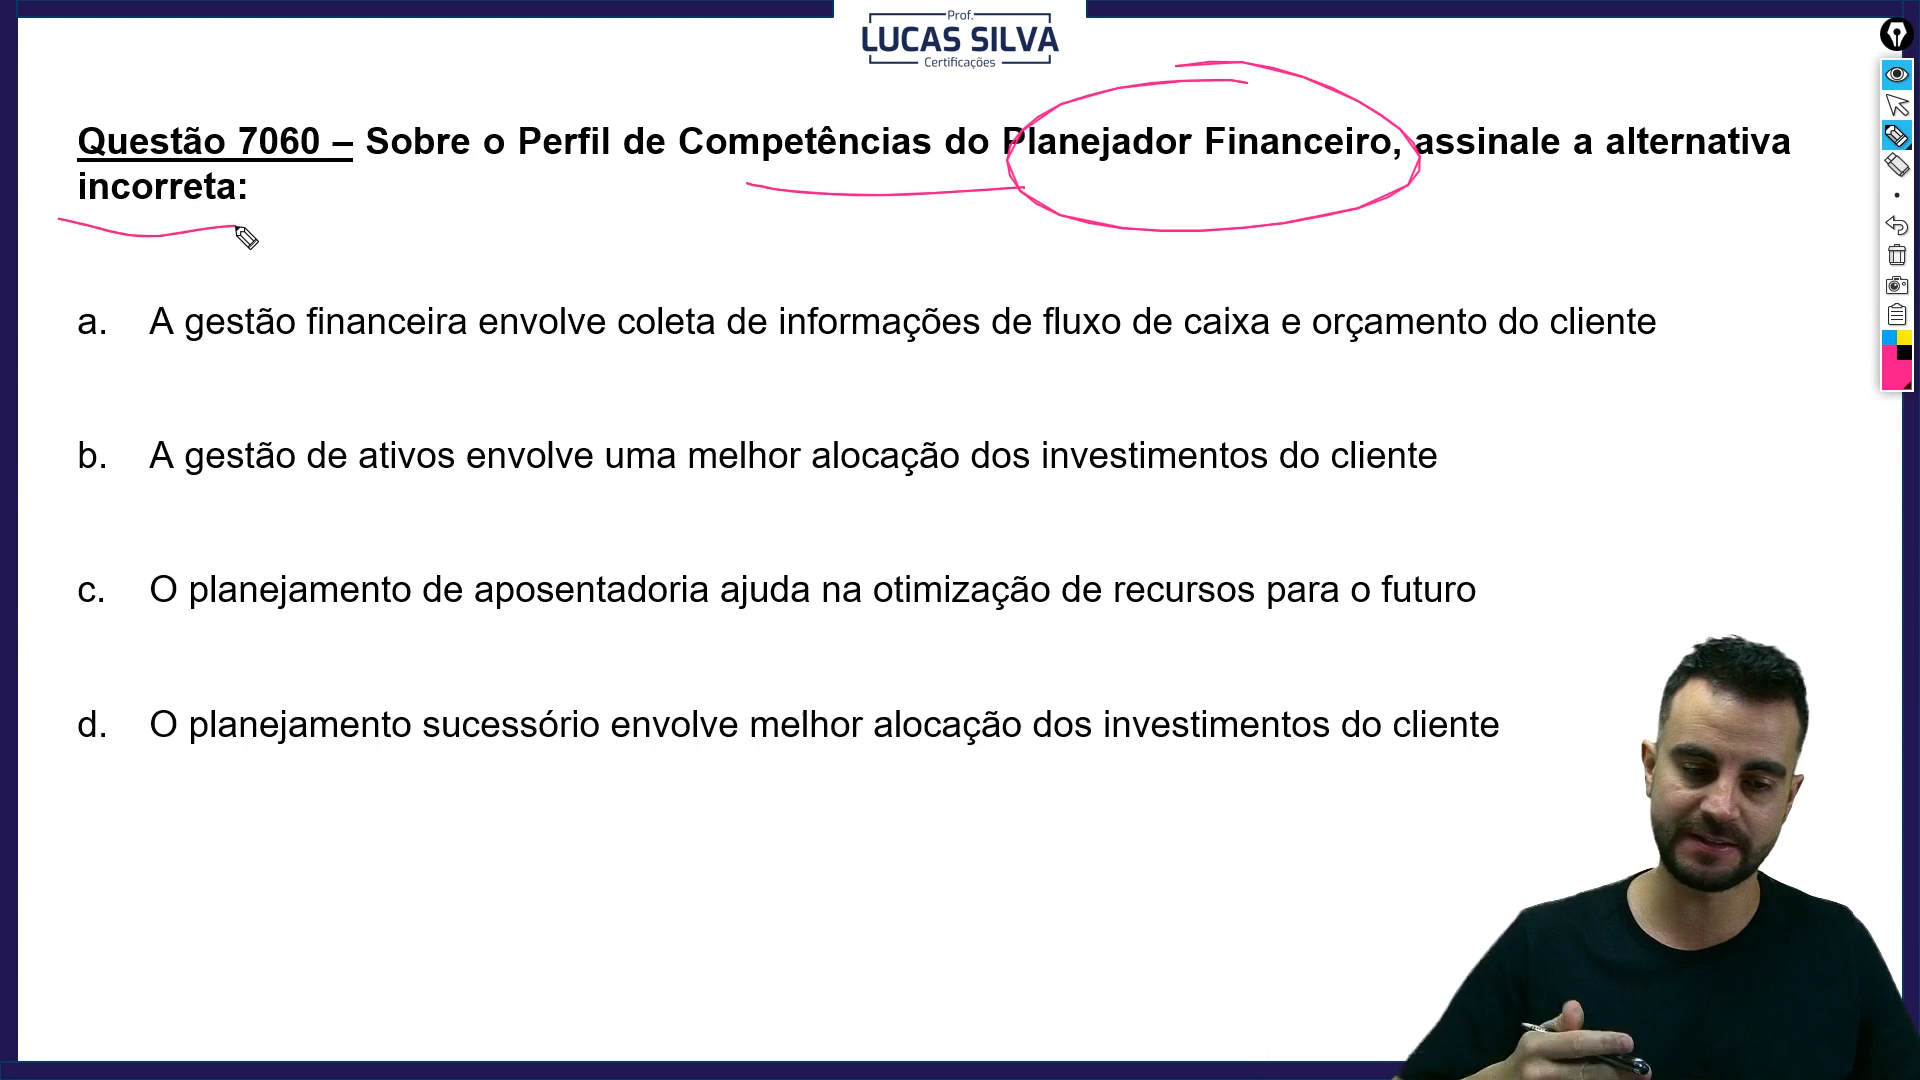 Prof.
LUCAS SILVA
Certificações
Questão 7060 – Sobre o Perfil de Competências do Planejador Financeiro, assinale a alternativa
incorreta:
a. A gestão financeira envolve coleta de informações de fluxo de caixa e orçamento do cliente
b. A gestão de ativos envolve uma melhor alocação dos investimentos do cliente
c. O planejamento de aposentadoria ajuda na otimização de recursos para o futuro
d. O planejamento sucessório envolve melhor alocação dos investimentos do cliente